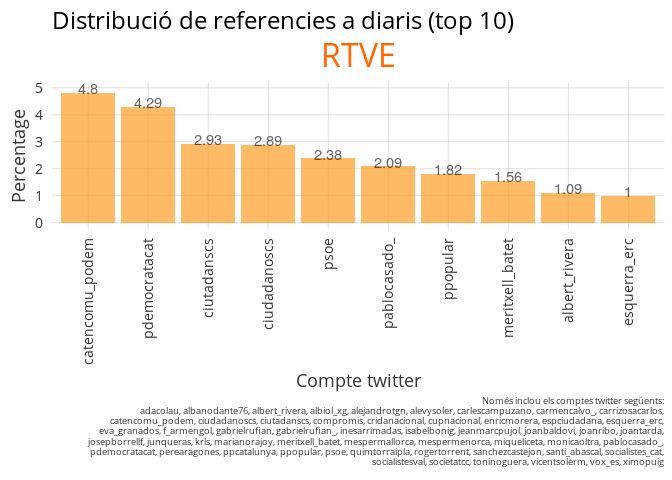 Distribució de referencies a diaris (top 10)
RTVE
Percentage
5
4
3
2
1
0
4.8
4.29
2.93
2.89
2.38
2.09
1.82
1.56
1.09
1
catencomu_podem
pdemocratacat
ciutadanscs
ciudadanoscs
psoe
pablocasado_
ppopular
meritxell_batet
albert_rivera
esquerra_erc
Compte twitter
Només inclou els comptes twitter següents:
adacolau, albanodante76, albert_rivera, albiol_xg, alejandrotgn, alevysoler, carlescampuzano, carmencalvo_, carrizosacarlos,
catencomu_podem, ciudadanoscs, ciutadanscs, compromis, cridanacional, cupnacional, enricmorera, espciudadana, esquerra_erc,
eva_granados, f_armengol, gabrielrufian, gabrielrufian_, inesarrimadas, isabelbonig, jeanmarcpujol, joanbaldovi, joanribo, joantarda,
josepborrellf, junqueras, krls, marianorajoy, meritxell_batet, mespermallorca, mespermenorca, miqueliceta, monicaoltra, pablocasado_,
pdemocratacat, perearagones, ppcatalunya, ppopular, psoe, quimtorraipla, rogertorrent, sanchezcastejon, santi_abascal, socialistes_cat,
socialistesval, societatcc, toninoguera, vicentsolerm, vox_es, ximopuig